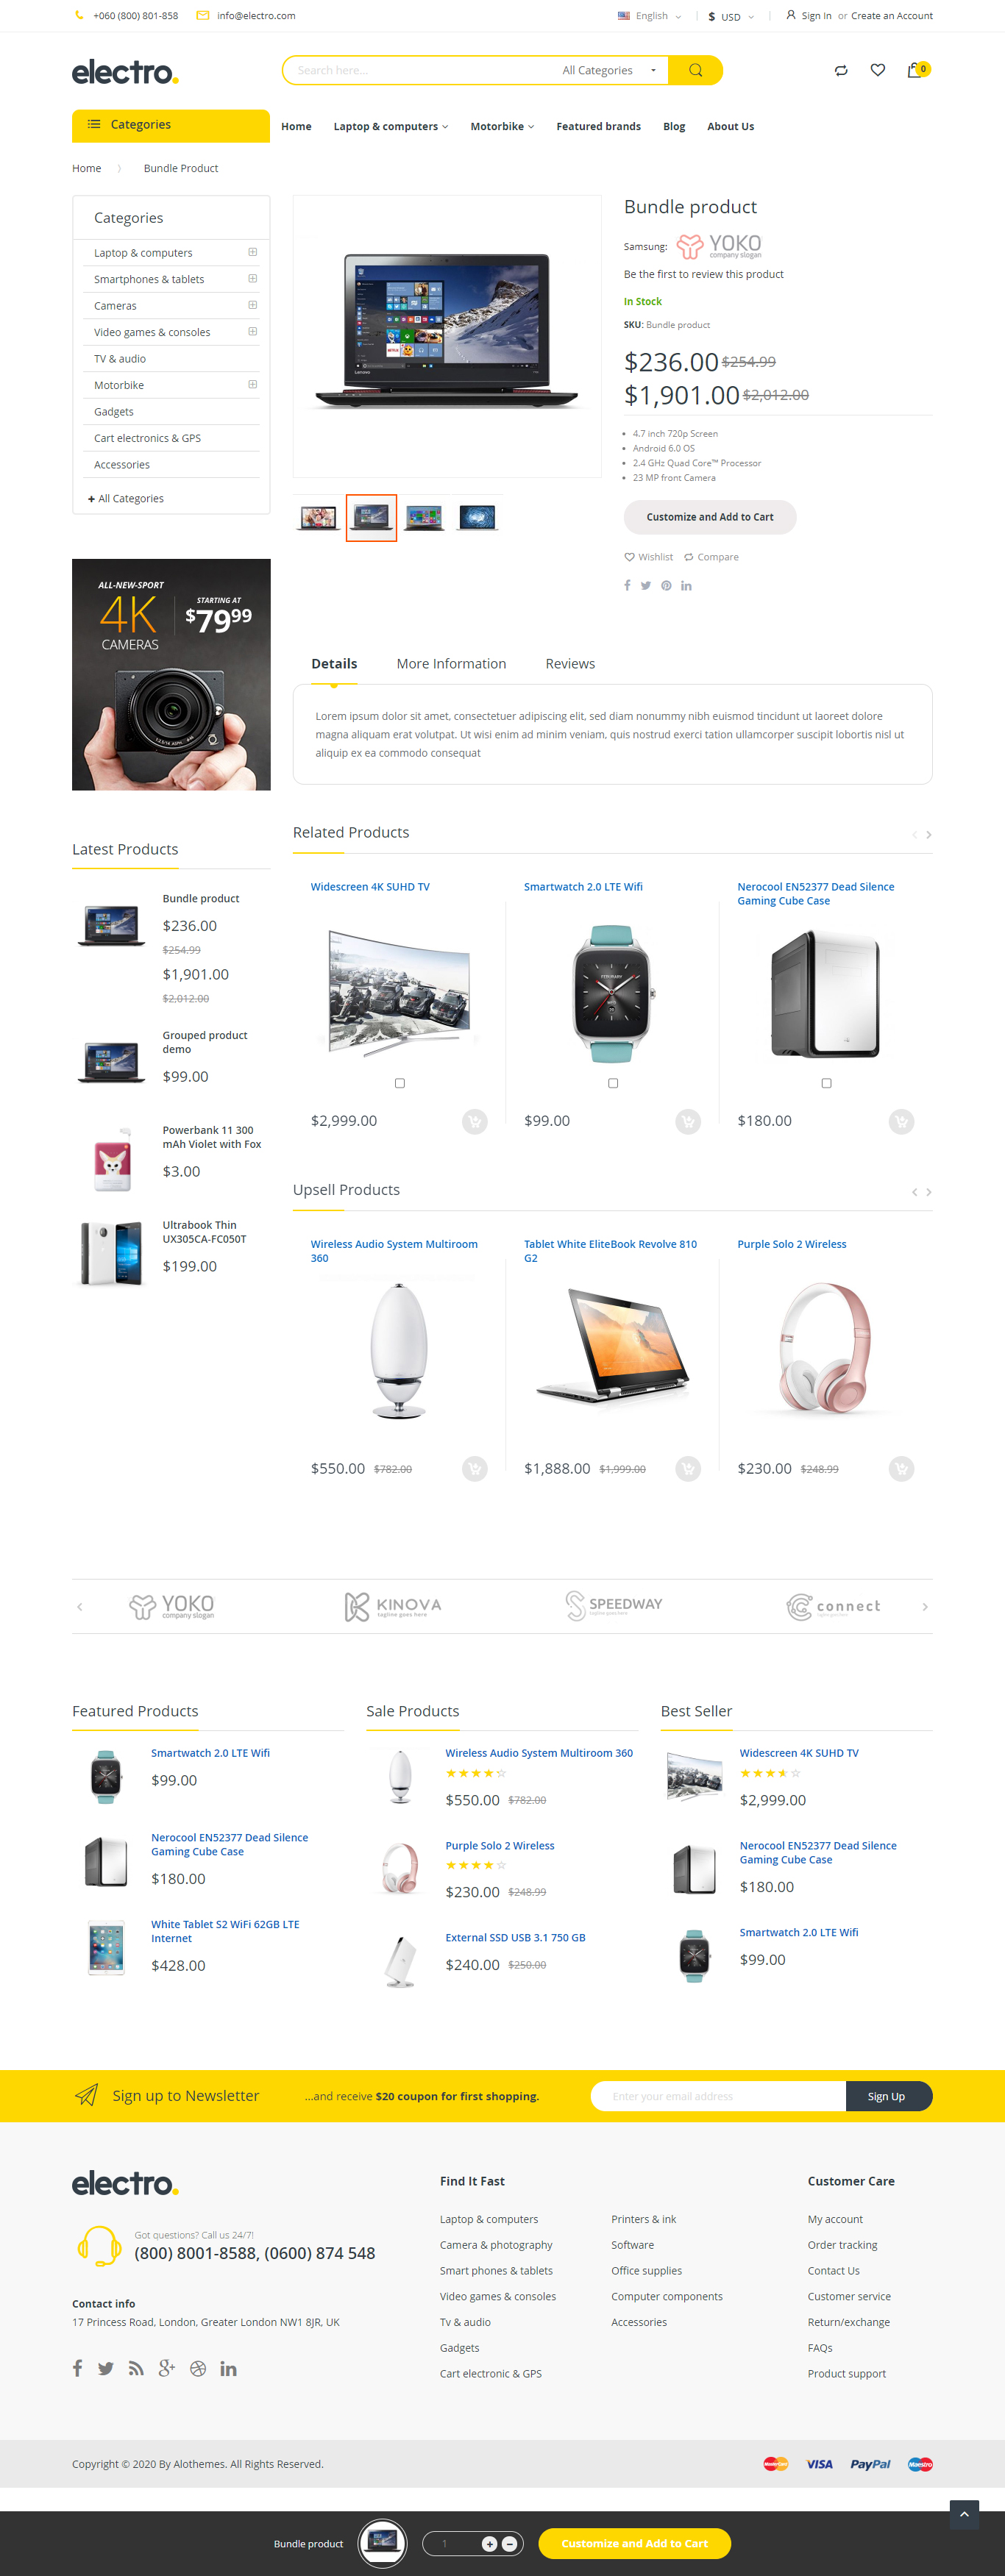 +060 (800) 801-858
info@electro.com
English
$ USD
Sign In or Create an Account
electro.
Search here...
All Categories
0
Categories
Home
Laptop & computers
Motorbike
Featured brands
Blog
About Us
Home
Bundle Product
Categories
Laptop & computers
Smartphones & tablets
Cameras
Video games & consoles
TV & audio
Motorbike
Gadgets
Cart electronics & GPS
Accessories
+ All Categories
Bundle product
Samsung:
YOKO
company slogan
Be the first to review this product
In Stock
SKU: Bundle product
$236.00 $254.99
$1,901.00 $2,012.00
4.7 inch 720p Screen
Android 6.0 OS
2.4 GHz Quad Core™ Processor
23 MP front Camera
Customize and Add to Cart
Wishlist
Compare
ALL-NEW-SPORT
4K
CAMERAS
STARTING AT
$79 99
Details
More Information
Reviews
Lorem ipsum dolor sit amet, consectetuer adipiscing elit, sed diam nonummy nibh euismod tincidunt ut laoreet dolore
magna aliquam erat volutpat. Ut wisi enim ad minim veniam, quis nostrud exerci tation ullamcorper suscipit lobortis nisl ut
aliquip ex ea commodo consequat
Latest Products
Bundle product
$236.00
$254.99
$1,901.00
$2,012.00
Grouped product
demo
$99.00
Powerbank 11 300
mAh Violet with Fox
$3.00
Ultrabook Thin
UX305CA-FC050T
$199.00
Related Products
Widescreen 4K SUHD TV
$2,999.00
Smartwatch 2.0 LTE Wifi
$99.00
Nerocool EN52377 Dead Silence
Gaming Cube Case
$180.00
Upsell Products
Wireless Audio System Multiroom
360
$550.00 $782.00
Tablet White EliteBook Revolve 810
G2
$1,888.00 $1,999.00
Purple Solo 2 Wireless
$230.00 $248.99
YOKO
company slogan
KINOVA
tagline goes here
SPEEDWAY
connect
Featured Products
Smartwatch 2.0 LTE Wifi
$99.00
Nerocool EN52377 Dead Silence
Gaming Cube Case
$180.00
White Tablet S2 WiFi 62GB LTE
Internet
$428.00
Sale Products
Wireless Audio System Multiroom 360
$550.00 $782.00
Purple Solo 2 Wireless
$230.00 $248.99
External SSD USB 3.1 750 GB
$240.00 $250.00
Best Seller
Widescreen 4K SUHD TV
$2,999.00
Nerocool EN52377 Dead Silence
Gaming Cube Case
$180.00
Smartwatch 2.0 LTE Wifi
$99.00
Sign up to Newsletter
...and receive $20 coupon for first shopping.
Enter your email address
Sign Up
electro.
Got questions? Call us 24/7!
(800) 8001-8588, (0600) 874 548
Contact info
17 Princess Road, London, Greater London NW1 8JR, UK
Find It Fast
Laptop & computers
Camera & photography
Smart phones & tablets
Video games & consoles
Tv & audio
Gadgets
Cart electronic & GPS
Printers & ink
Software
Office supplies
Computer components
Accessories
Customer Care
My account
Order tracking
Contact Us
Customer service
Return/exchange
FAQs
Product support
Copyright © 2020 By Alothemes. All Rights Reserved.
MasterCard
VISA
PayPal
Maestro
Bundle product
1
Customize and Add to Cart